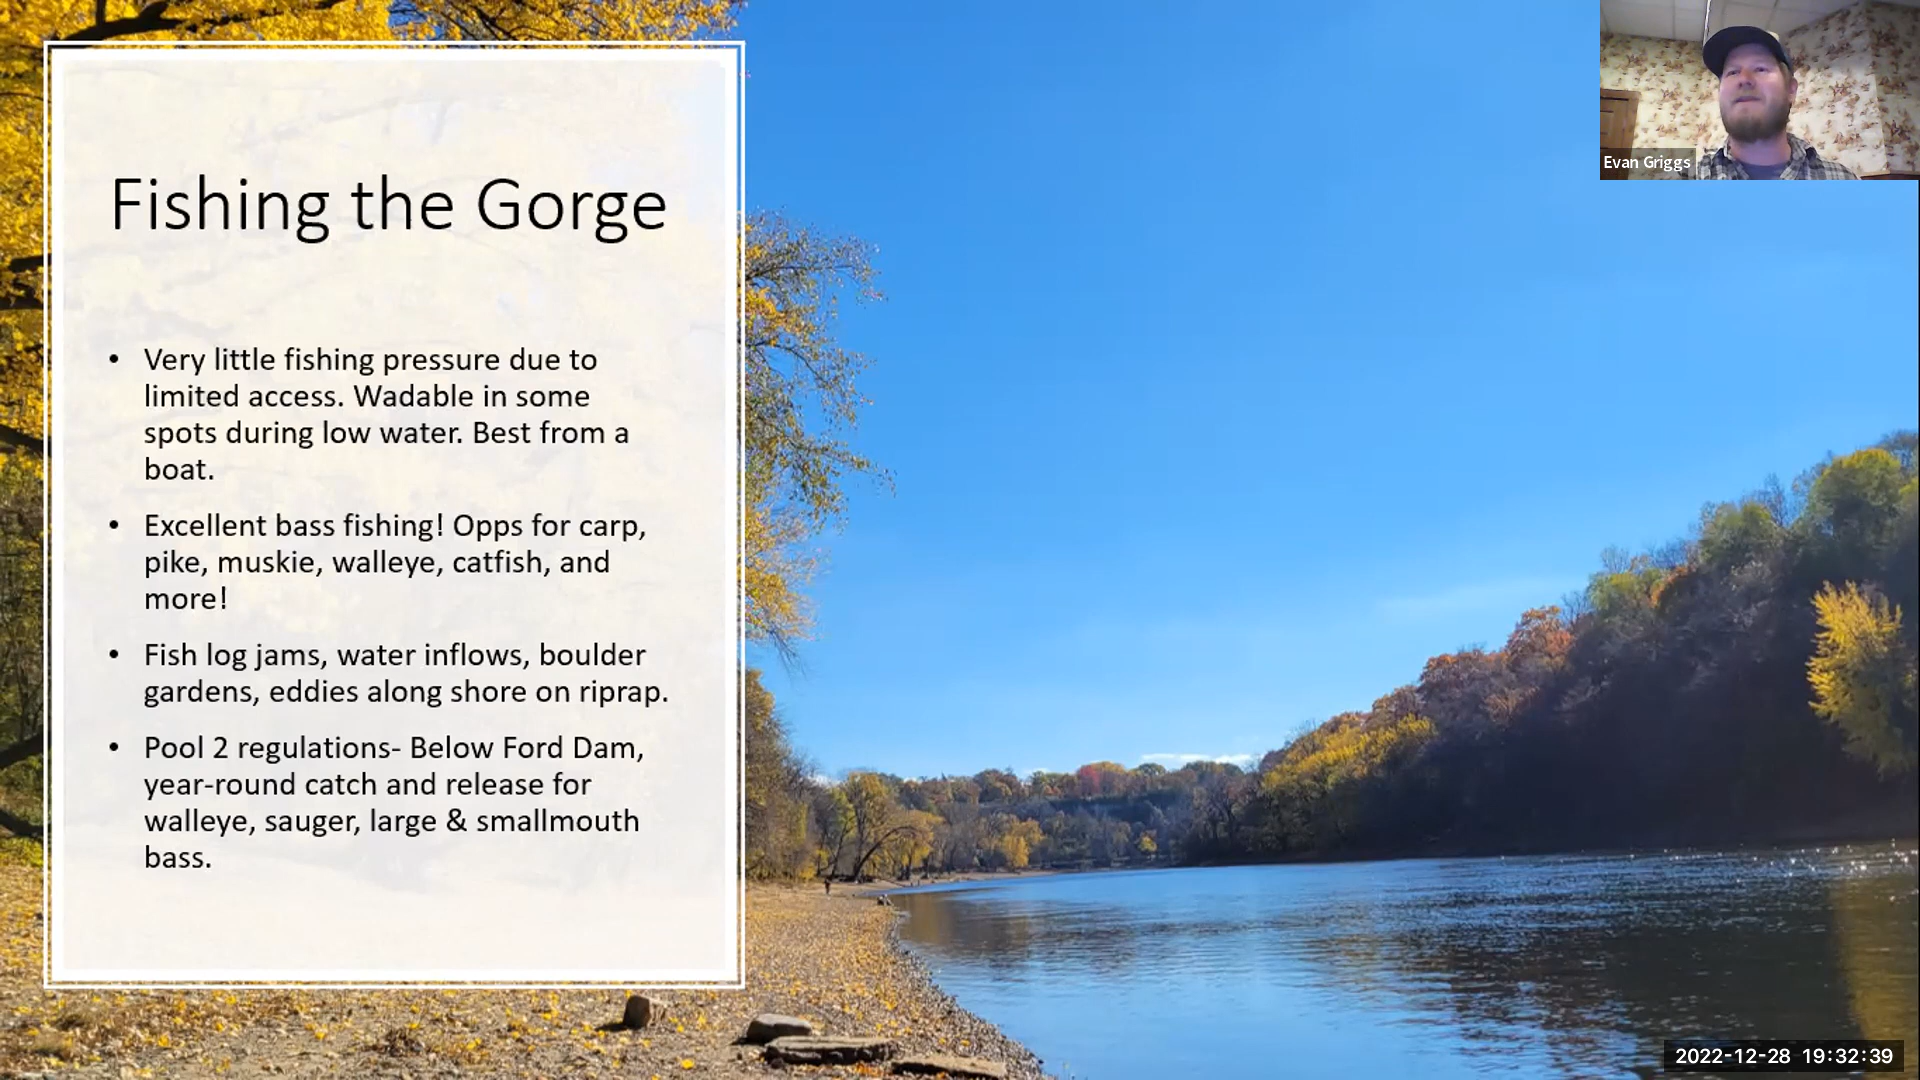 Fishing the Gorge
• Very little fishing pressure due to
limited access. Wadable in some
spots during low water. Best from a
boat.
• Excellent bass fishing! Opps for carp,
pike, muskie, walleye, catfish, and
more!
• Fish log jams, water inflows, boulder
gardens, eddies along shore on riprap.
• Pool 2 regulations- Below Ford Dam,
year-round catch and release for
walleye, sauger, large & smallmouth
bass.
Evan Griggs
2022-12-28 19:32:39